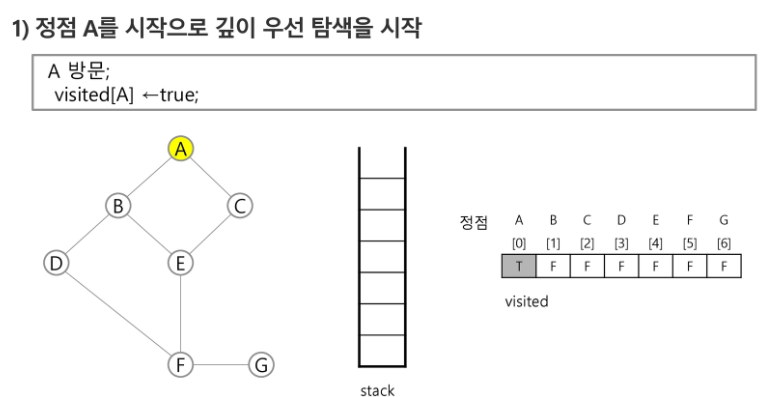 1) 정점 A를 시작으로 깊이 우선 탐색을 시작
A 방문;
visited[A] ←true;
A
B
C
D
E
F
G
stack
정점 A B C D E F G
[0] [1] [2] [3] [4] [5] [6]
T F F F F F F
visited